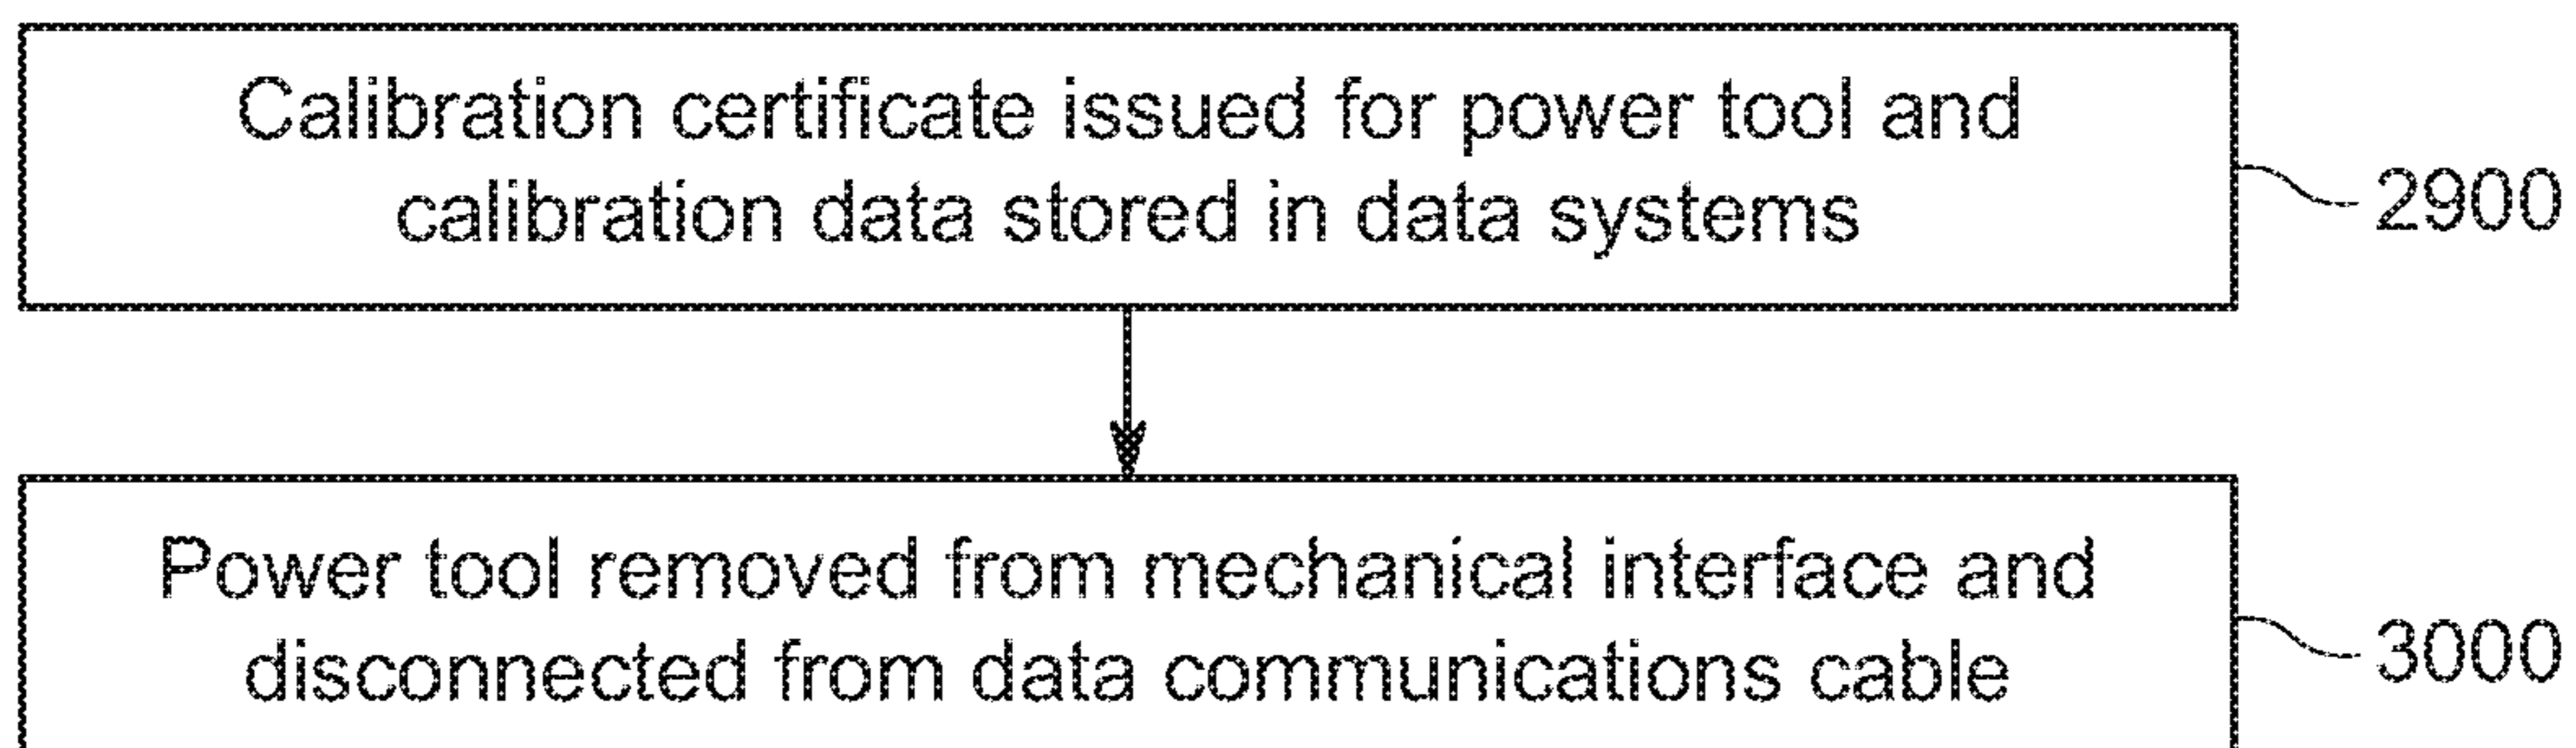 Calibration certificate issued for power tool and
calibration data stored in data systems
2900
Power tool removed from mechanical interface and
disconnected from data communications cable
3000